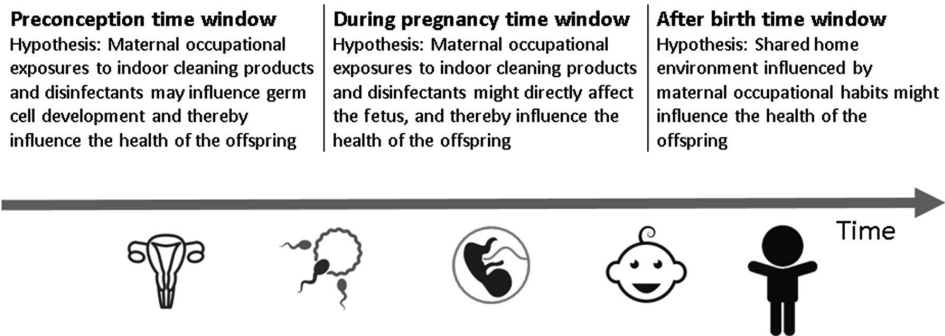 Preconception time window
Hypothesis: Maternal occupational
exposures to indoor cleaning products
and disinfectants may influence germ
cell development and thereby
influence the health of the offspring
During pregnancy time window
Hypothesis: Maternal occupational
exposures to indoor cleaning products
and disinfectants might directly affect
the fetus, and thereby influence the
health of the offspring
After birth time window
Hypothesis: Shared home
environment influenced by
maternal occupational habits might
influence the health of the
offspring
Time